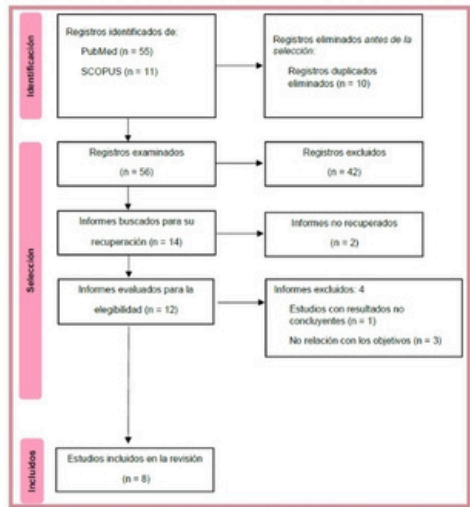 Identificación
Registros identificados de:
PubMed (n = 55)
SCOPUS (n = 11)
Registros eliminados antes de la
selección:
Registros duplicados
eliminados (n = 10)
Selección
Registros examinados
(n = 56)
Registros excluidos
(n = 42)
Informes buscados para su
recuperación (n = 14)
Informes no recuperados
(n = 2)
Informes evaluados para la
elegibilidad (n = 12)
Informes excluidos: 4
Estudios con resultados no
concluyentes (n = 1)
No relación con los objetivos (n = 3)
Incluidos
Estudios incluidos en la revisión
(n = 8)